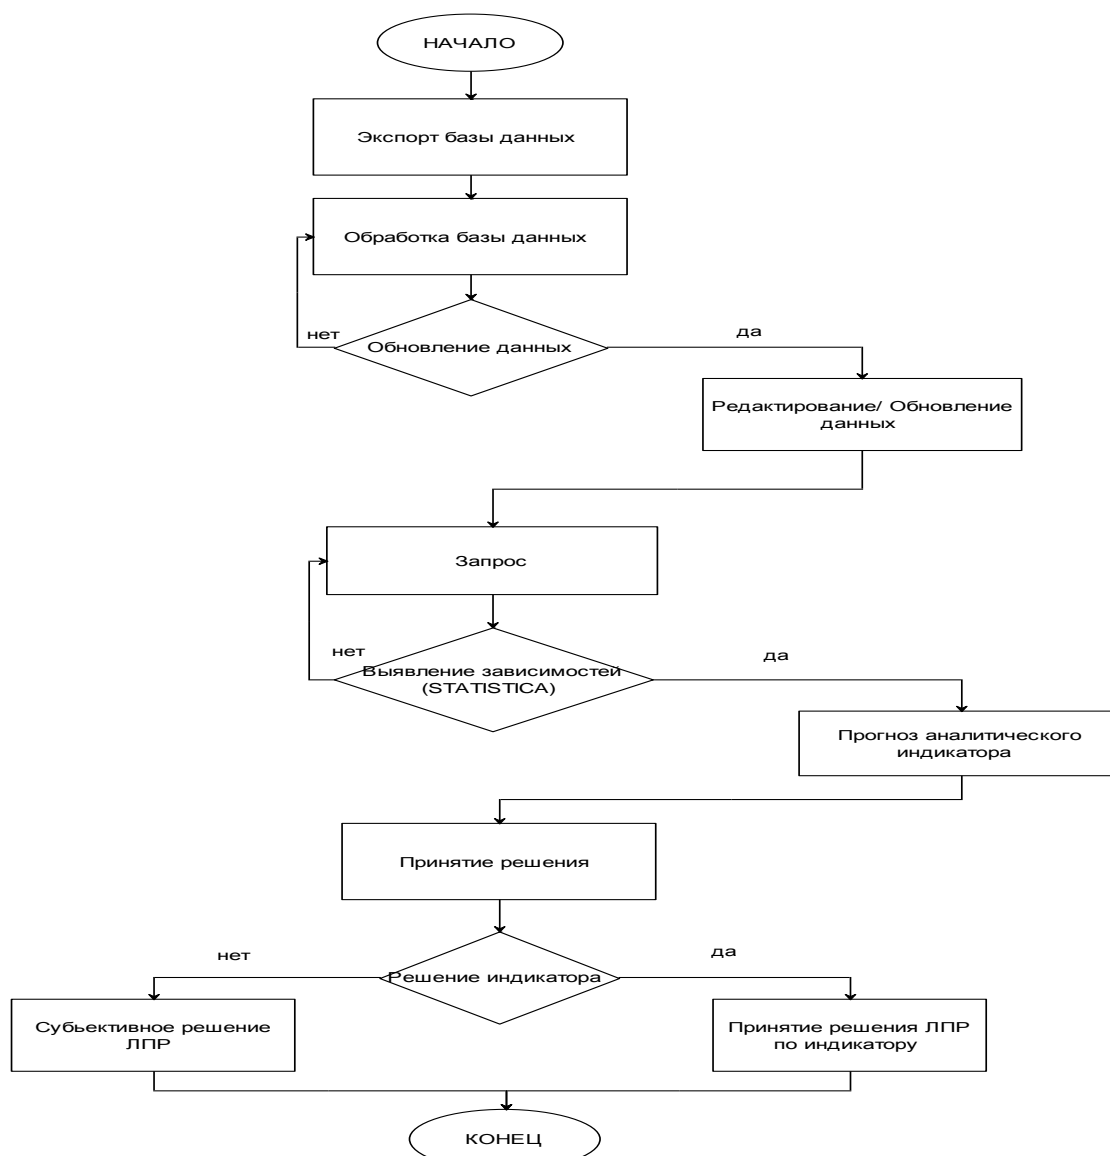 НАЧАЛО
Экспорт базы данных
Обработка базы данных
нет
Обновление данных
да
Редактирование/ Обновление
данных
Запрос
нет
Выявление зависимостей
(STATISTICA)
да
Прогноз аналитического
индикатора
Принятие решения
нет
Решение индикатора
да
Субьективное решение
ЛПР
Принятие решения ЛПР
по индикатору
КОНЕЦ